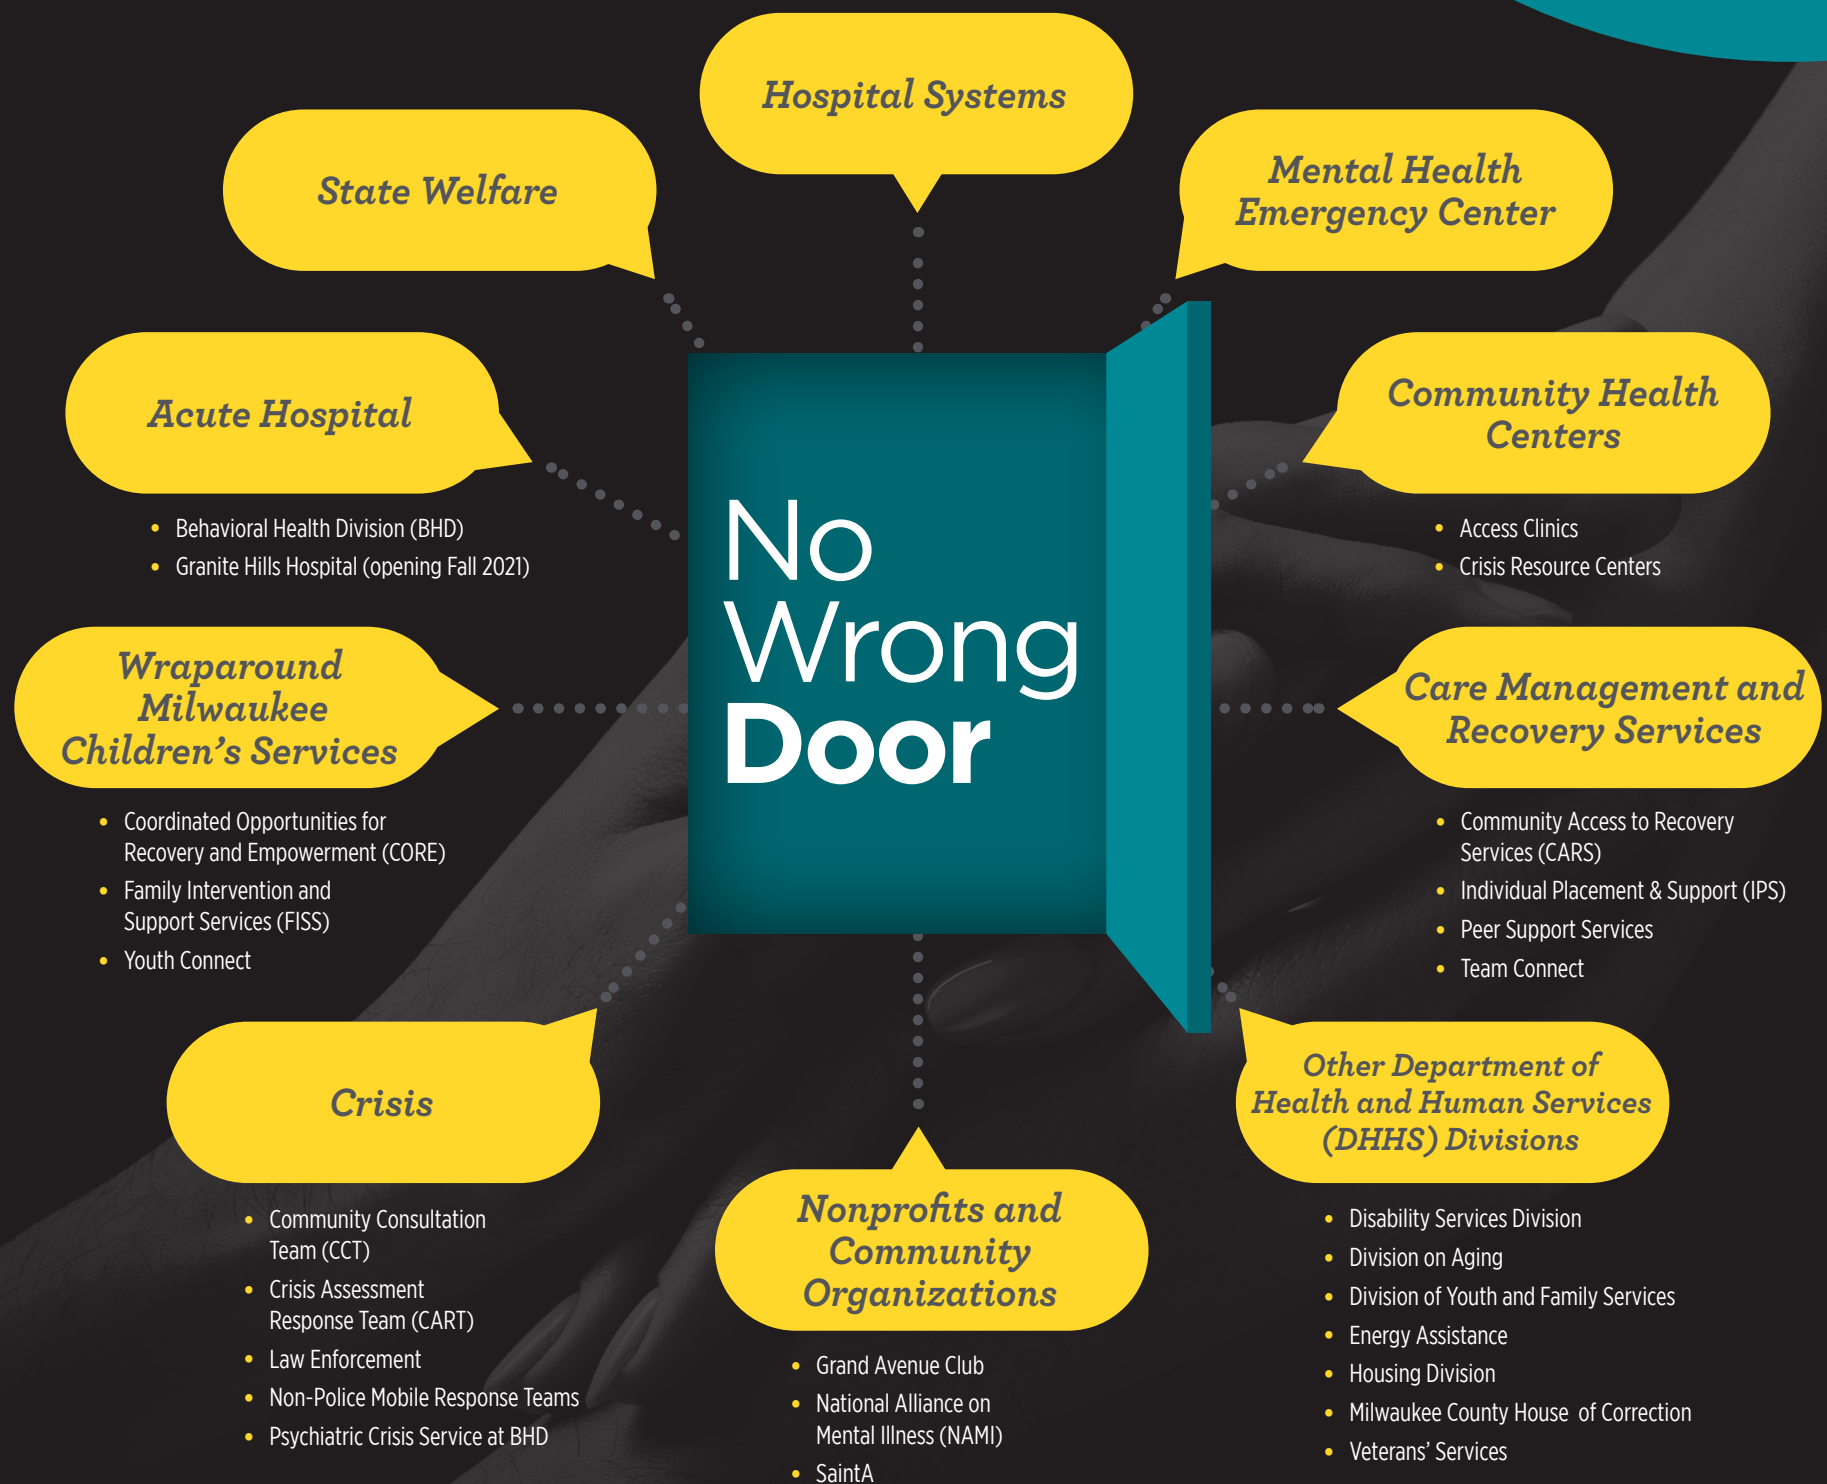 Hospital Systems
State Welfare
Mental Health
Emergency Center
Acute Hospital
• Behavioral Health Division (BHD)
• Granite Hills Hospital (opening Fall 2021)
Community Health
Centers
• Access Clinics
• Crisis Resource Centers
No
Wrong
Door
Wraparound
Milwaukee
Children's Services
• Coordinated Opportunities for
Recovery and Empowerment (CORE)
• Family Intervention and
Support Services (FISS)
• Youth Connect
Care Management and
Recovery Services
• Community Access to Recovery
Services (CARS)
• Individual Placement & Support (IPS)
• Peer Support Services
• Team Connect
Crisis
• Community Consultation
Team (CCT)
• Crisis Assessment
Response Team (CART)
• Law Enforcement
• Non-Police Mobile Response Teams
• Psychiatric Crisis Service at BHD
Nonprofits and
Community
Organizations
• Grand Avenue Club
• National Alliance on
Mental Illness (NAMI)
• SaintA
Other Department of
Health and Human Services
(DHHS) Divisions
• Disability Services Division
• Division on Aging
• Division of Youth and Family Services
• Energy Assistance
• Housing Division
• Milwaukee County House of Correction
• Veterans' Services